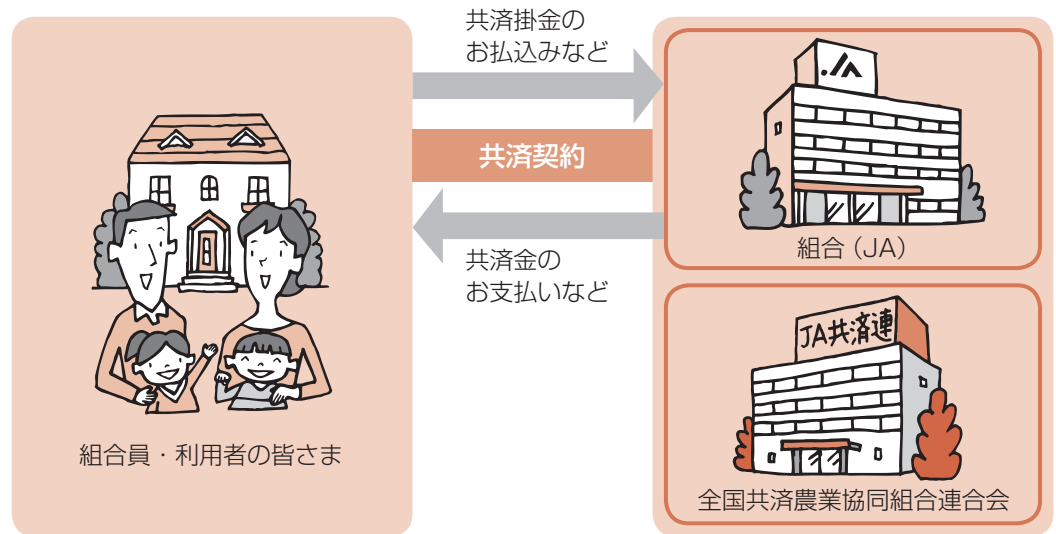 共済掛金の
お払込みなど
共済契約
共済金の
お支払いなど
組合員・利用者の皆さま
JA
組合（JA）
JA共済連
全国共済農業協同組合連合会